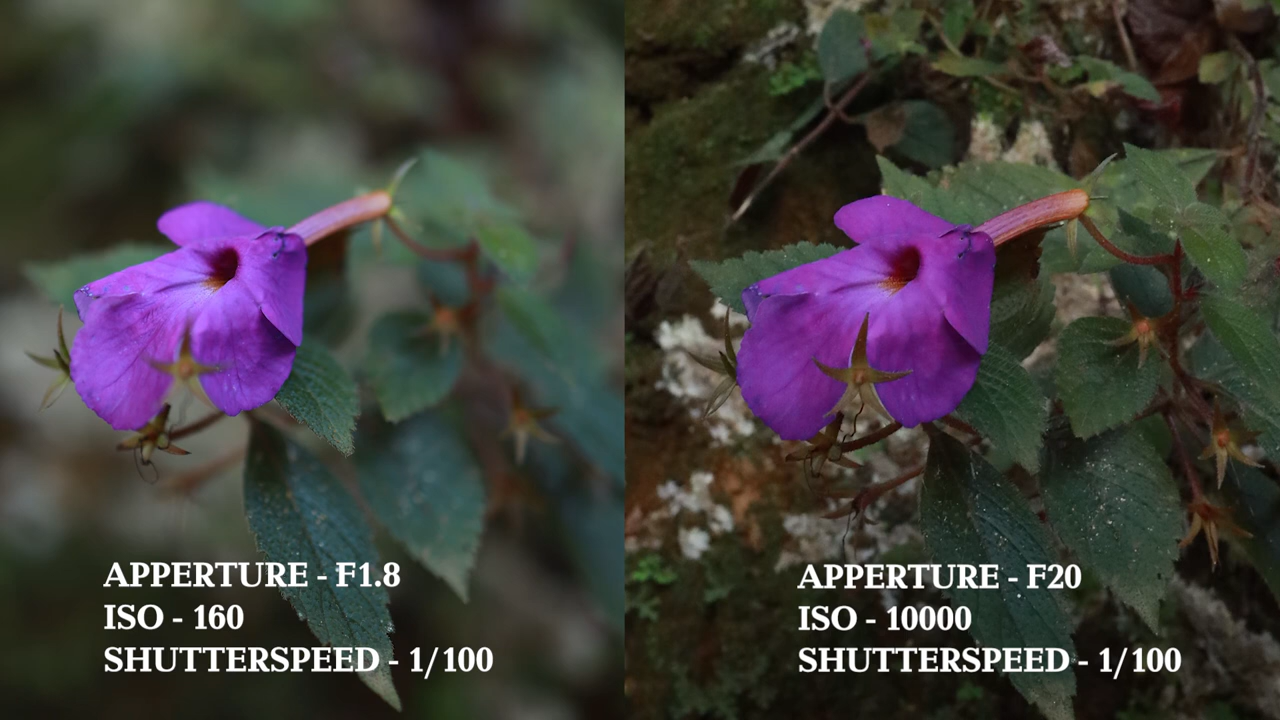 APPERTURE - F1.8
ISO - 160
SHUTTERSPEED - 1/100
APPERTURE - F20
ISO - 10000
SHUTTERSPEED - 1/100